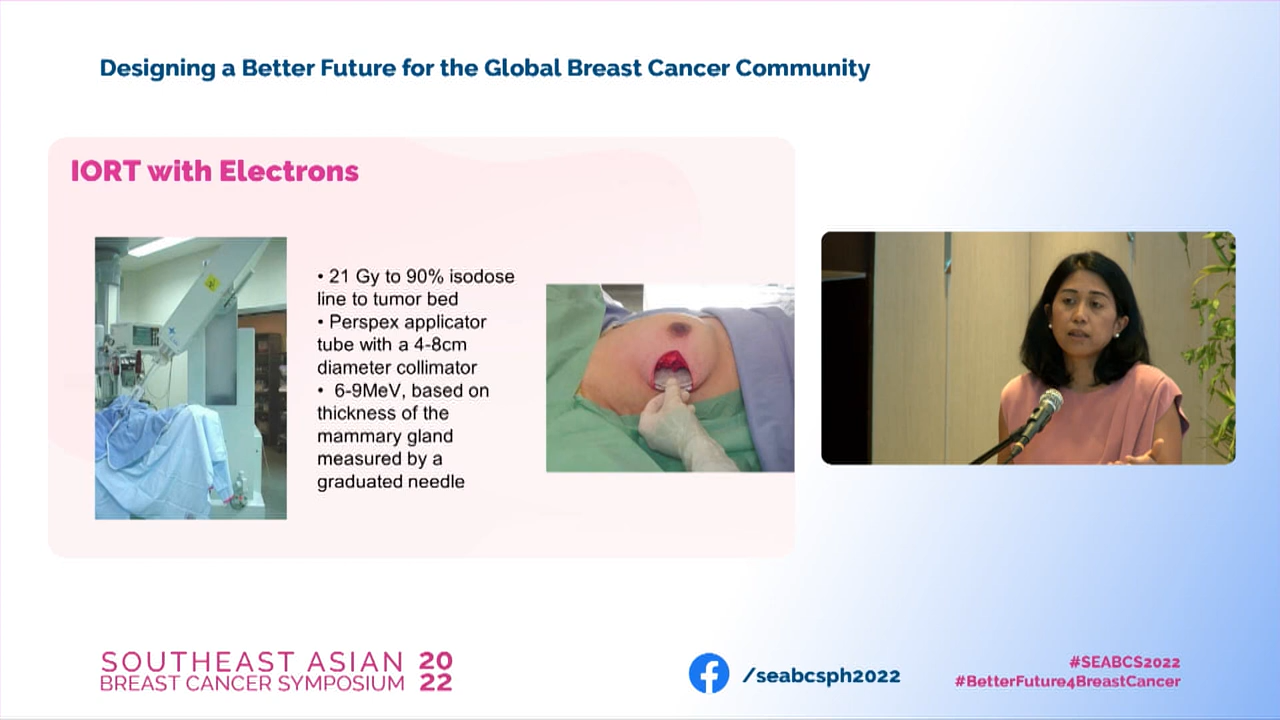 Designing a Better Future for the Global Breast Cancer Community
IORT with Electrons
• 21 Gy to 90% isodose
line to tumor bed
• Perspex applicator
tube with a 4-8cm
diameter collimator
• 6-9MeV, based on
thickness of the
mammary gland
measured by a
graduated needle
SOUTHEAST ASIAN 20
BREAST CANCER SYMPOSIUM 22
/seabcsph2022
#SEABCS2022
#BetterFuture4BreastCancer